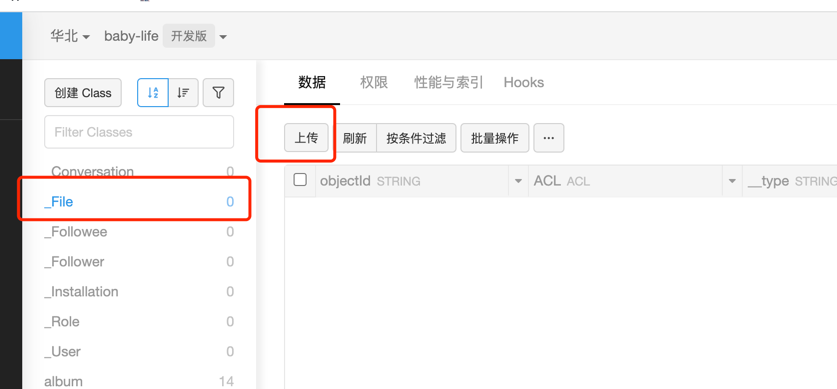 华北 baby-life 开发版
创建 Class
Filter Classes
_Conversation 0
_File 0
_Followee 0
_Follower 0
_Installation 0
_Role 0
_User 0
album 14
数据 权限 性能与索引 Hooks
上传 刷新 按条件过滤 批量操作 ···
objectId STRING ACL ACL __type STRING